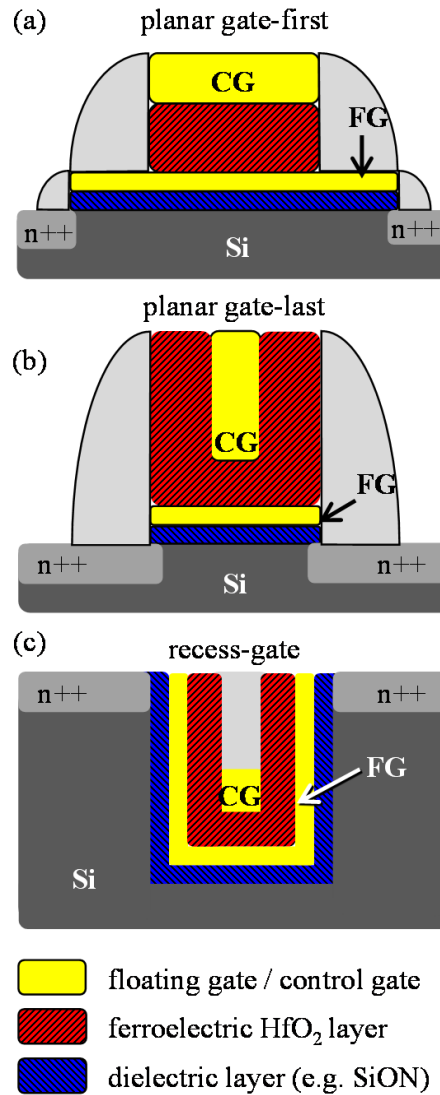 (a) planar gate-first
CG
FG
n++ Si n++
planar gate-last
(b)
CG
FG
n++ Si n++
(c) recess-gate
n++ n++
FG
CG
Si
floating gate / control gate
ferroelectric HfO₂ layer
dielectric layer (e.g. SiON)